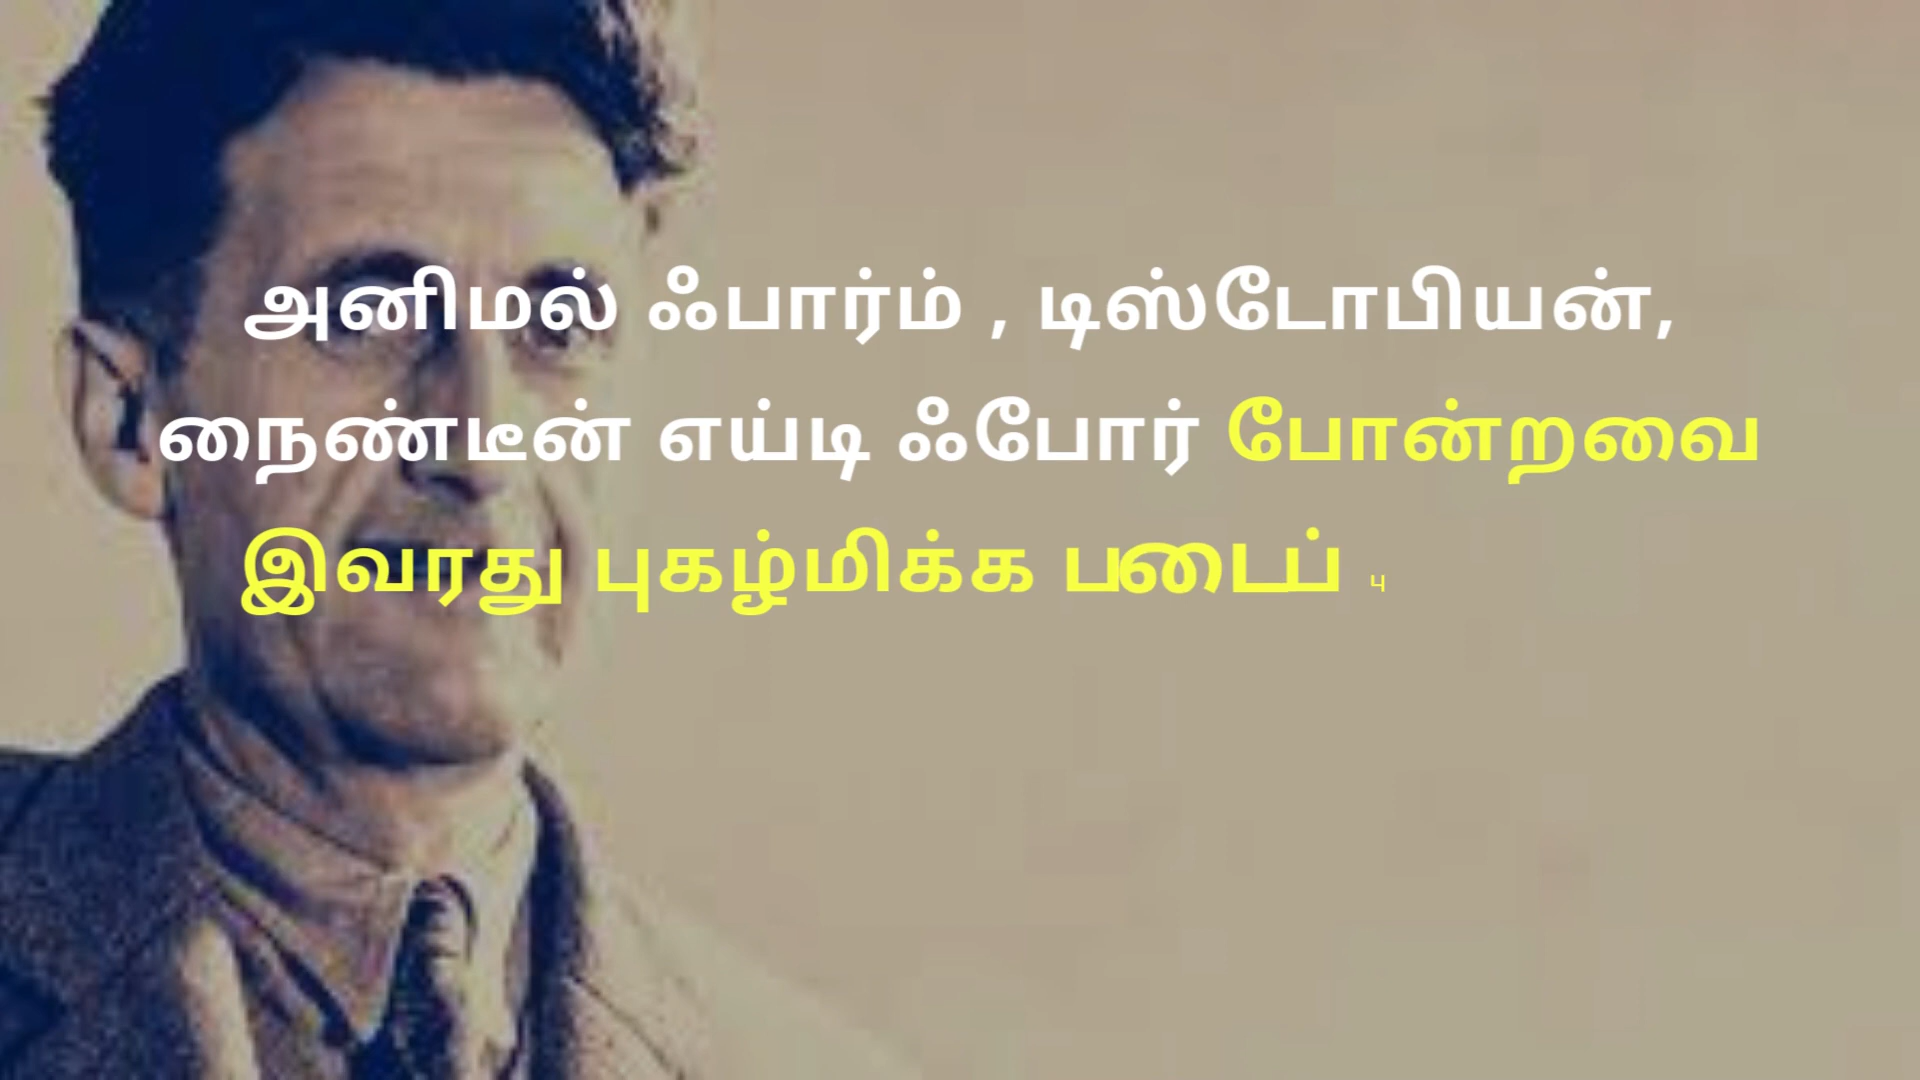 அனிமல் ஃபார்ம் , டிஸ்டோபியன்,
நைண்டீன் எய்டி ஃபோர் போன்றவை
இவரது புகழ்மிக்க படைப் பு